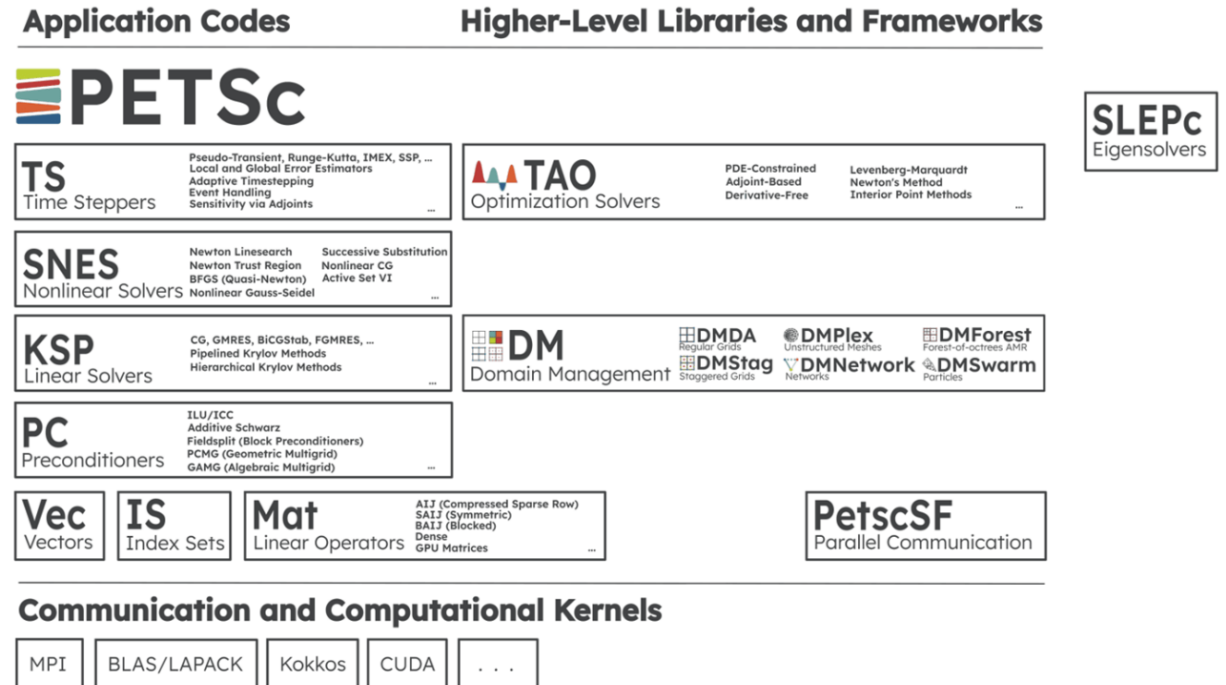 Application Codes
Higher-Level Libraries and Frameworks
PETSc
SLEPc
Eigensolvers
TS
Time Steppers
Pseudo-Transient, Runge-Kutta, IMEX, SSP, ...
Local and Global Error Estimators
Adaptive Timestepping
Event Handling
Sensitivity via Adjoints
...
TAO
Optimization Solvers
PDE-Constrained
Adjoint-Based
Derivative-Free
Levenberg-Marquardt
Newton's Method
Interior Point Methods
...
SNES
Nonlinear Solvers
Newton Linesearch
Newton Trust Region
BFGS (Quasi-Newton)
Nonlinear Gauss-Seidel
Successive Substitution
Nonlinear CG
Active Set VI
...
KSP
Linear Solvers
CG, GMRES, BiCGStab, FGMRES, ...
Pipelined Krylov Methods
Hierarchical Krylov Methods
...
DM
Domain Management
DMDA
Regular Grids
DMPlex
Unstructured Meshes
DMForest
Forest-of-octrees AMR
DMStag
Staggered Grids
DMNetwork
Networks
DMSwarm
Particles
PC
Preconditioners
ILU/ICC
Additive Schwarz
Fieldsplit (Block Preconditioners)
PCMG (Geometric Multigrid)
GAMG (Algebraic Multigrid)
...
Vec
Vectors
IS
Index Sets
Mat
Linear Operators
AIJ (Compressed Sparse Row)
SAIJ (Symmetric)
BAIJ (Blocked)
Dense
GPU Matrices
...
PetscSF
Parallel Communication
Communication and Computational Kernels
MPI
BLAS/LAPACK
Kokkos
CUDA
. . .